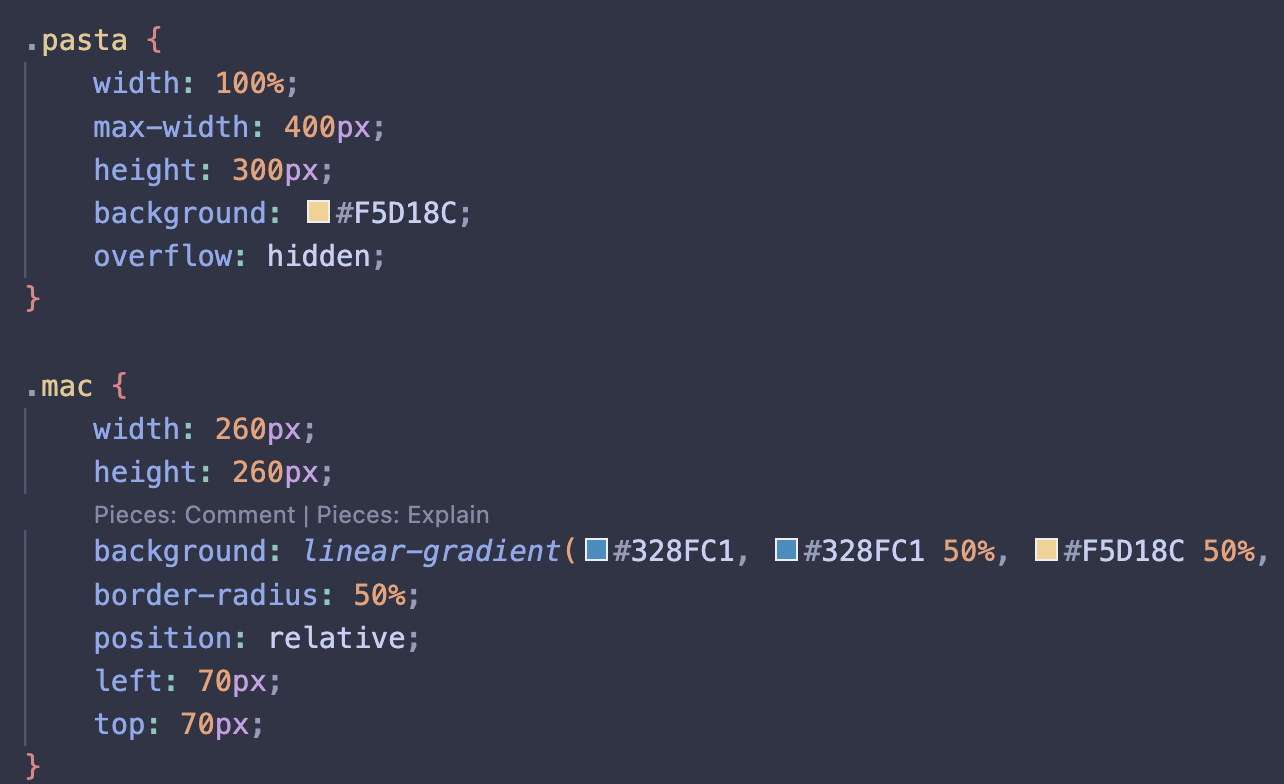 .pasta {
width: 100%;
max-width: 400px;
height: 300px;
background: #F5D18C;
overflow: hidden;
}
.mac {
width: 260px;
height: 260px;
Pieces: Comment | Pieces: Explain
background: linear-gradient(#328FC1, #328FC1 50%, #F5D18C 50%,
border-radius: 50%;
position: relative;
left: 70px;
top: 70px;
}